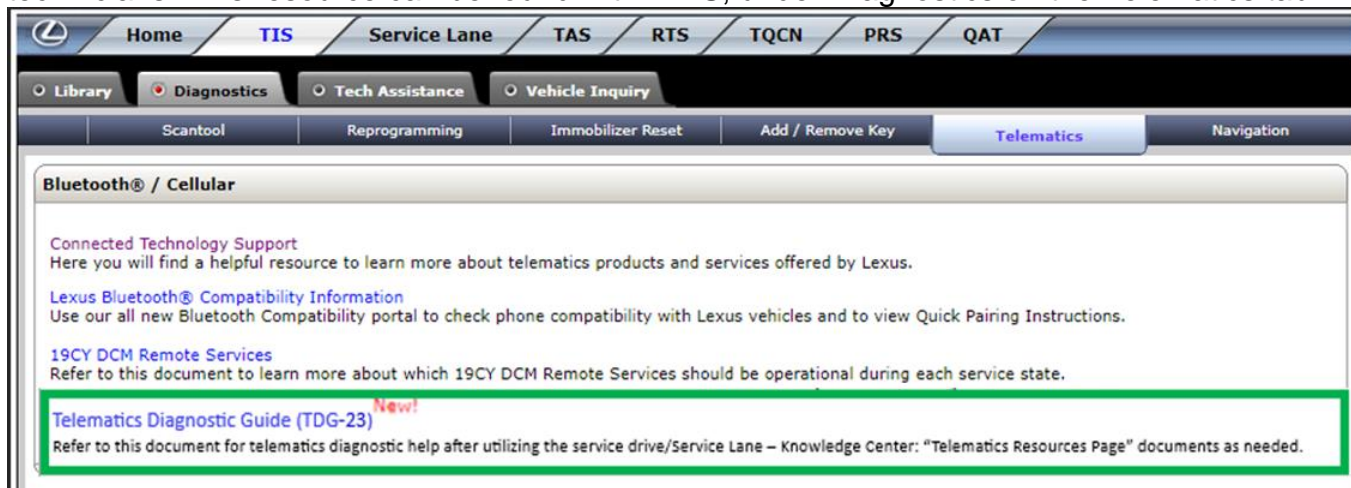 Home TIS Service Lane TAS RTS TQCN PRS QAT
Library Diagnostics Tech Assistance Vehicle Inquiry
Scantool Reprogramming Immobilizer Reset Add / Remove Key Telematics Navigation
Bluetooth® / Cellular
Connected Technology Support
Here you will find a helpful resource to learn more about telematics products and services offered by Lexus.
Lexus Bluetooth® Compatibility Information
Use our all new Bluetooth Compatibility portal to check phone compatibility with Lexus vehicles and to view Quick Pairing Instructions.
19CY DCM Remote Services
Refer to this document to learn more about which 19CY DCM Remote Services should be operational during each service state.
Telematics Diagnostic Guide (TDG-23) New!
Refer to this document for telematics diagnostic help after utilizing the service drive/Service Lane – Knowledge Center: “Telematics Resources Page” documents as needed.